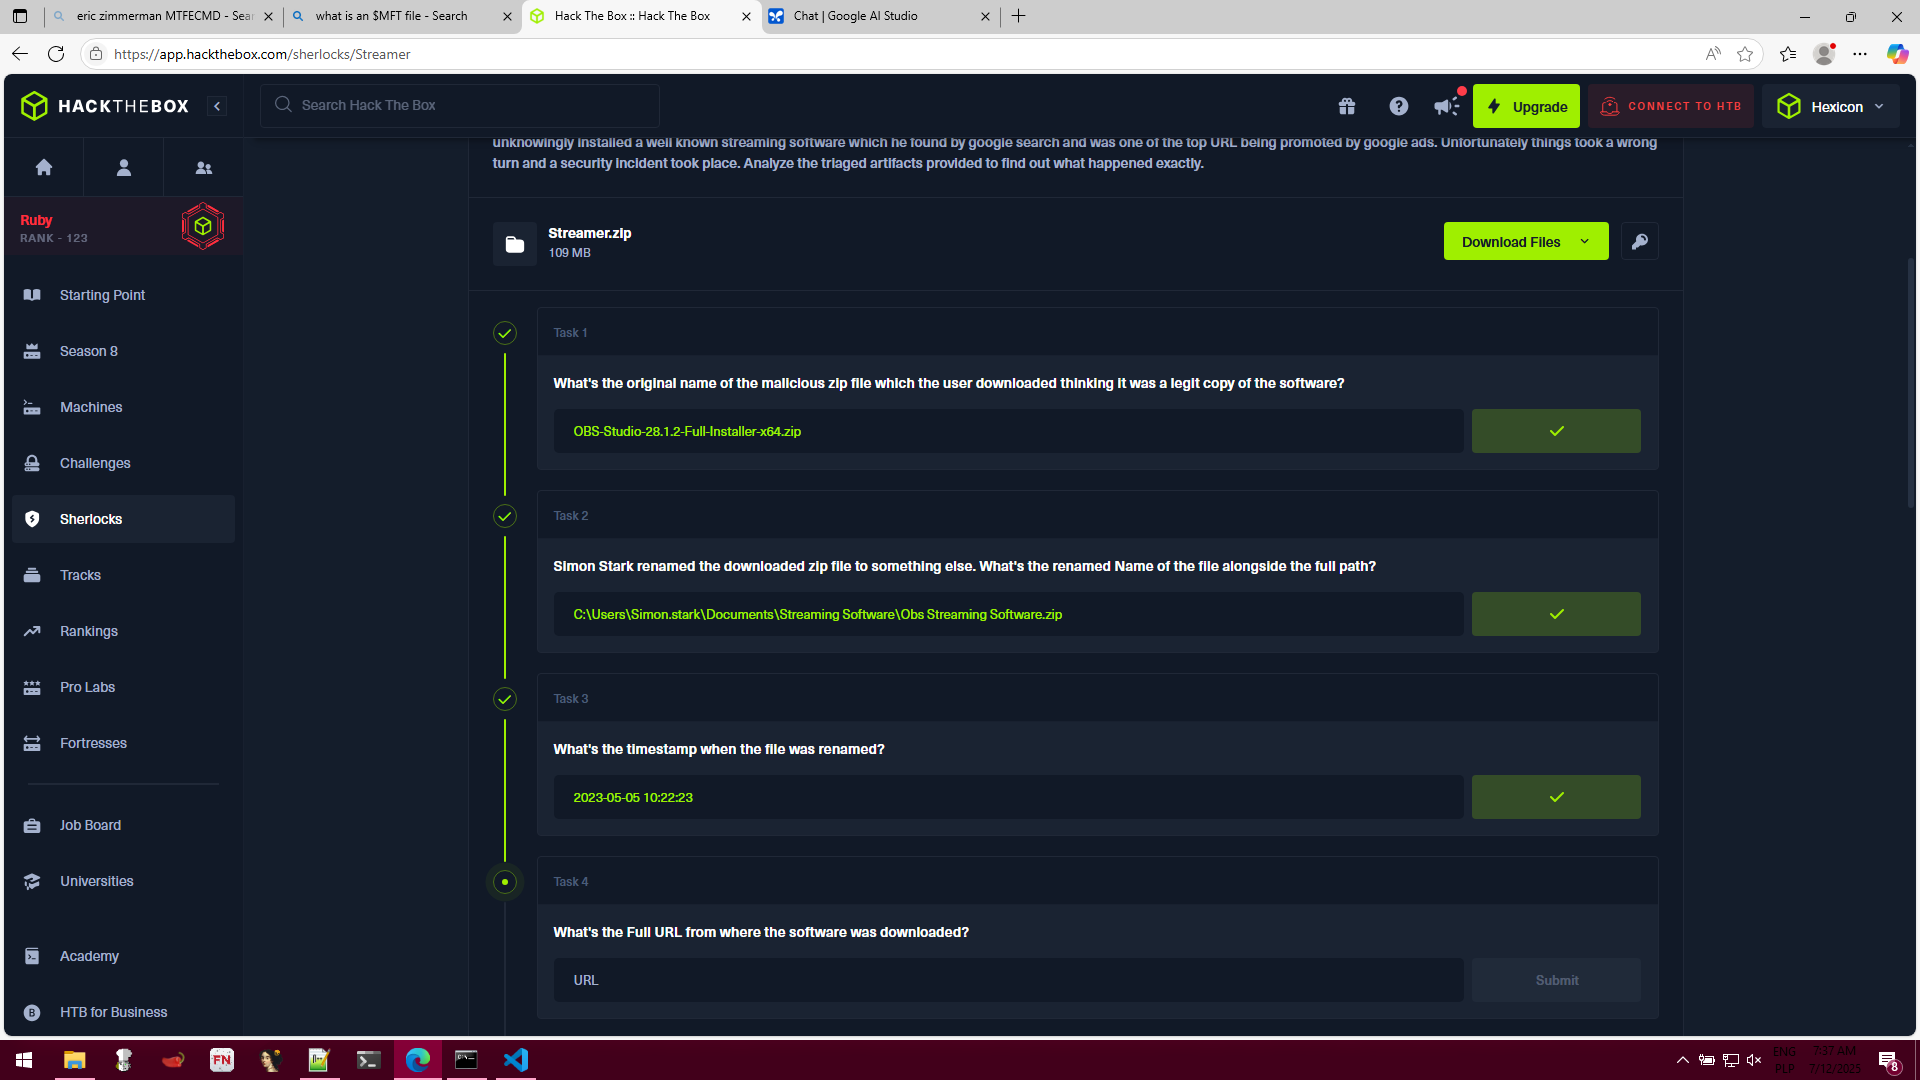 eric zimmerman MTFECMD - Sear
what is an $MFT file - Search
Hack The Box :: Hack The Box
Chat | Google AI Studio
https://app.hackthebox.com/sherlocks/Streamer
HACKTHEBOX
Search Hack The Box
Upgrade
CONNECT TO HTB
Hexicon
unknowingly installed a well known streaming software which he found by google search and was one of the top URL being promoted by google ads. Unfortunately things took a wrong
turn and a security incident took place. Analyze the triaged artifacts provided to find out what happened exactly.
Ruby
RANK - 123
Streamer.zip
109 MB
Download Files
Starting Point
Season 8
Machines
Challenges
Sherlocks
Tracks
Rankings
Pro Labs
Fortresses
Job Board
Universities
Academy
HTB for Business
Task 1
What's the original name of the malicious zip file which the user downloaded thinking it was a legit copy of the software?
OBS-Studio-28.1.2-Full-Installer-x64.zip
Task 2
Simon Stark renamed the downloaded zip file to something else. What's the renamed Name of the file alongside the full path?
C:\Users\Simon.stark\Documents\Streaming Software\Obs Streaming Software.zip
Task 3
What's the timestamp when the file was renamed?
2023-05-05 10:22:23
Task 4
What's the Full URL from where the software was downloaded?
URL
Submit
FN
ENG
PLP
7:37 AM
7/12/2025
8